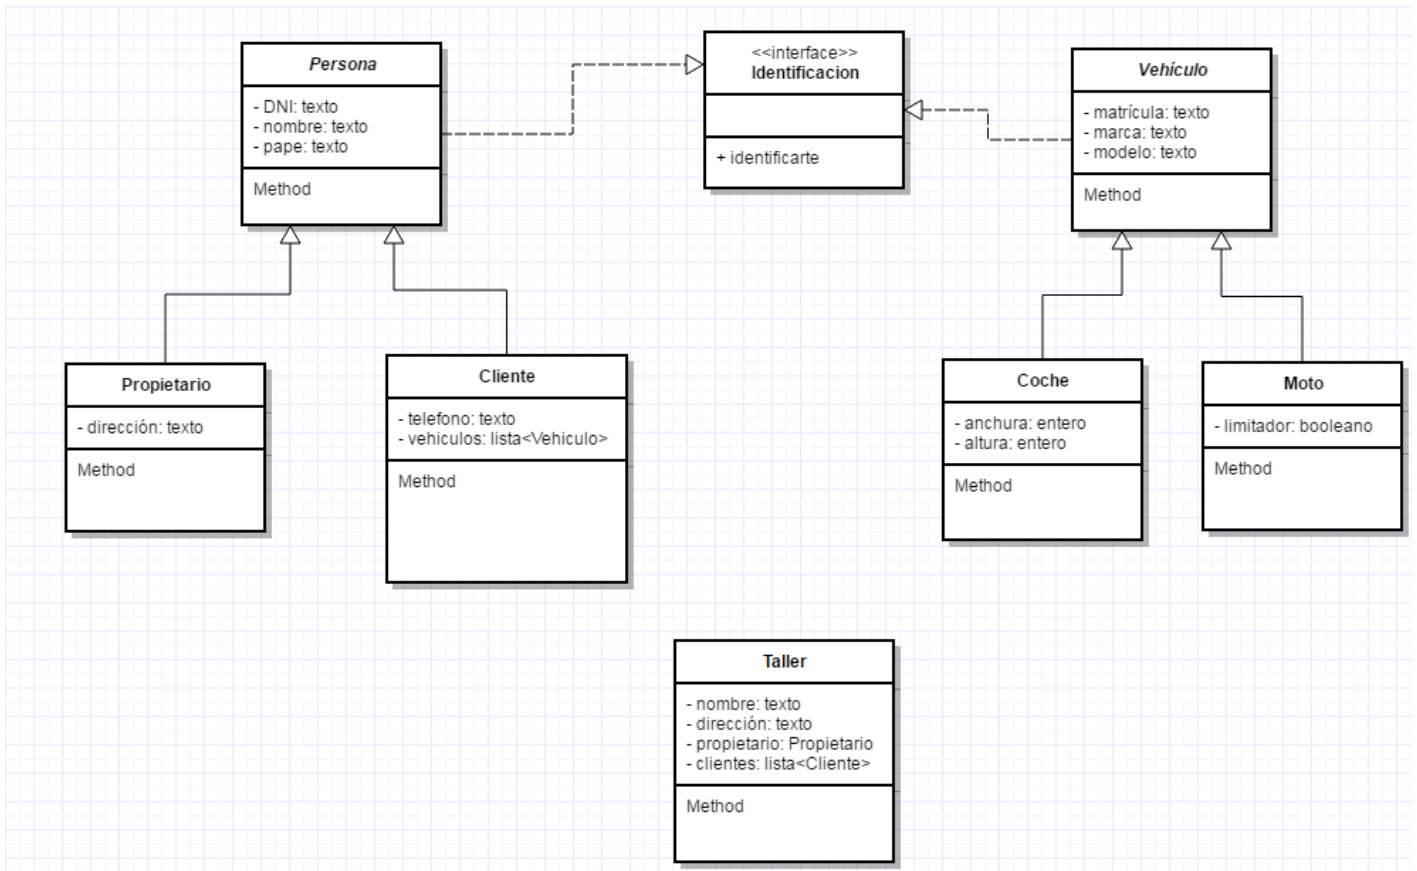 Persona
- DNI: texto
- nombre: texto
- pape: texto
Method
<<interface>>
Identificacion
+ identificarte
Vehículo
- matrícula: texto
- marca: texto
- modelo: texto
Method
Propietario
- dirección: texto
Method
Cliente
- telefono: texto
- vehiculos: lista<Vehiculo>
Method
Coche
- anchura: entero
- altura: entero
Method
Moto
- limitador: booleano
Method
Taller
- nombre: texto
- dirección: texto
- propietario: Propietario
- clientes: lista<Cliente>
Method